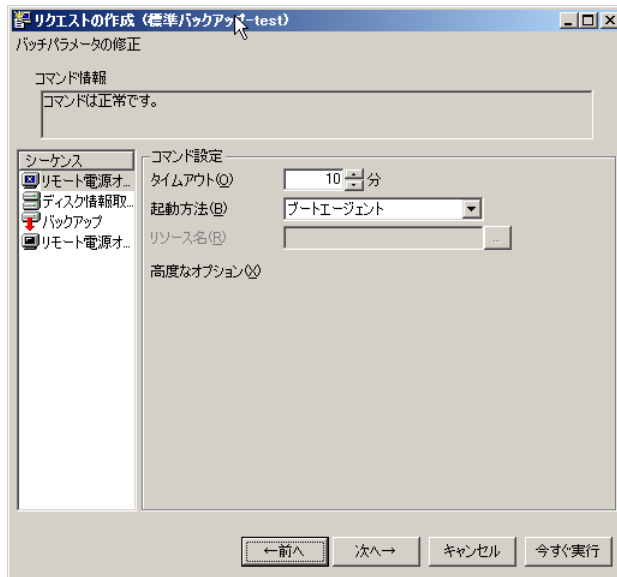 リクエストの作成 (標準バックアップ-test)
バッチパラメータの修正
コマンド情報
コマンドは正常です。
シーケンス
リモート電源オ...
ディスク情報取...
バックアップ
リモート電源オ...
コマンド設定
タイムアウト(O)
10
分
起動方法(B)
ブートエージェント
リソース名(R)
...
高度なオプション(X)
←前へ
次へ→
キャンセル
今すぐ実行